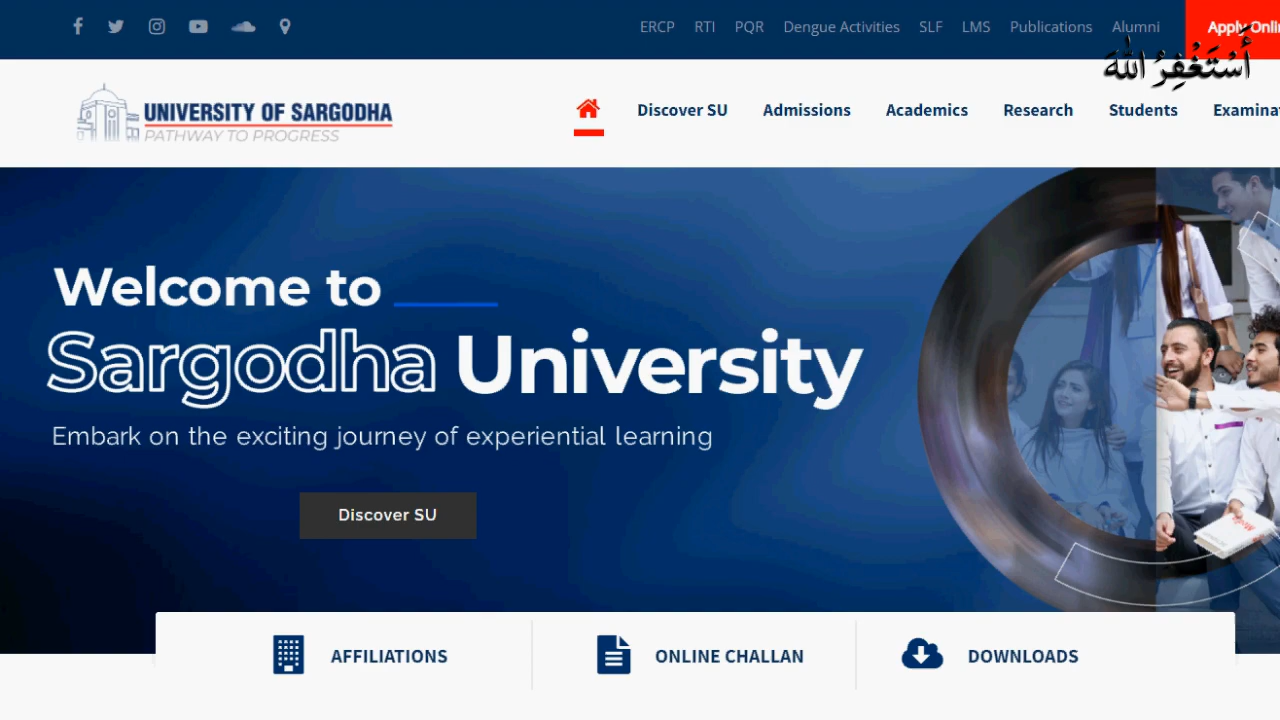 ERCP RTI PQR Dengue Activities SLF LMS Publications Alumni
أَسْتَغْفِرُ اللّٰهَ
UNIVERSITY OF SARGODHA
PATHWAY TO PROGRESS
Discover SU Admissions Academics Research Students
Welcome to
Sargodha University
Embark on the exciting journey of experiential learning
Discover SU
AFFILIATIONS ONLINE CHALLAN DOWNLOADS